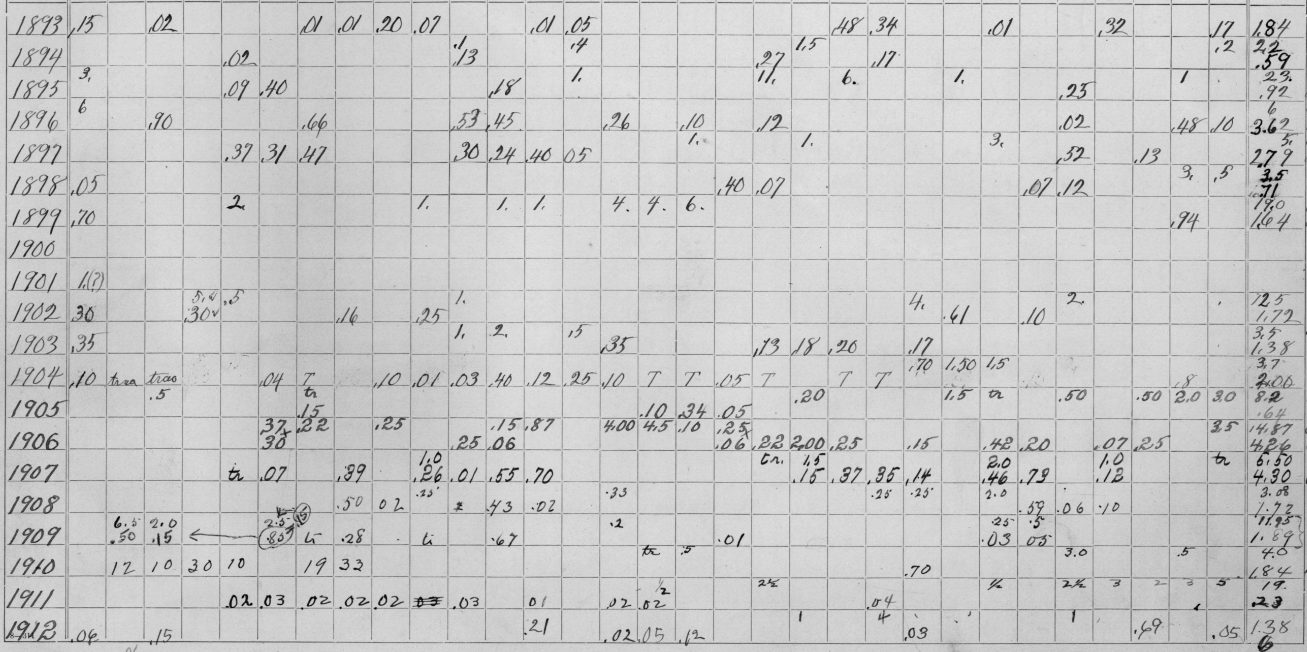 1893 .15 .02 .01 .01 .20 .07 .01 .05 .48 .34 .01 .32 .17 1.84
.1 .4 1.5 .2 2.2
1894 .02 .13 .27 .17 .59
3. 1. 11. 6. 1. 1 23.
1895 .09 .40 .18 .25 .92
6 6
1896 .90 .66 .53 .45 .26 .10 .12 .02 .48 .10 3.62
1. 1. 3. 5.
1897 .37 .31 .47 .30 .24 .40 .05 .52 .13 2.79
3. .5 3.5
1898 .05 .40 .07 .07 .12 .71
2. 1. 1. 1. 4. 4. 6. 19.0
1899 .70 .94 1.64
1900
1901 1.(?)
5.4 .5 1. 4. 2. 12.5
1902 30 .30 .16 .25 .61 .10 1.72
1. 2. .5 3.5
1903 .35 .35 .13 .18 .20 .17 1.38
.70 1.50 1.5 3.7
1904 .10 trea trao .04 T .10 .01 .03 .40 .12 .25 .10 T T .05 T T T .8 2.00
.5 tr .20 1.5 tr .50 .50 2.0 3.0 8.2
1905 .15 .10 .34 .05 .64
.37 .22 .25 .15 .87 4.00 4.5 .10 .25 3.5 14.87
1906 30 .25 .06 .06 .22 2.00 .25 .15 .42 .20 .07 .25 4.26
1.0 tr. 1.5 2.0 1.0 tr 5.50
1907 tr .07 .39 .26 .01 .55 .70 .15 .37 .35 .14 .46 .73 .12 4.30
.25 .33 .25 .25 2.0 3.08
1908 .50 02 .43 .02 .59 .06 .10 1.72
6.5 2.0 2.5 .15 .2 .25 .5 11.95
1909 .50 .15 .80 tr .28 tr .67 .01 .03 05 1.89
tr .5 3.0 .5 4.0
1910 12 10 30 10 19 33 .70 1.84
1/2 2½ ½ 2½ 3 2 3 5 19.
1911 .02 .03 .02 .02 .02 03 .03 01 .02 .02 .04 .23
1 4 1
1912 .06 .15 .21 .02 .05 .12 .03 .69 .05 1.38
6